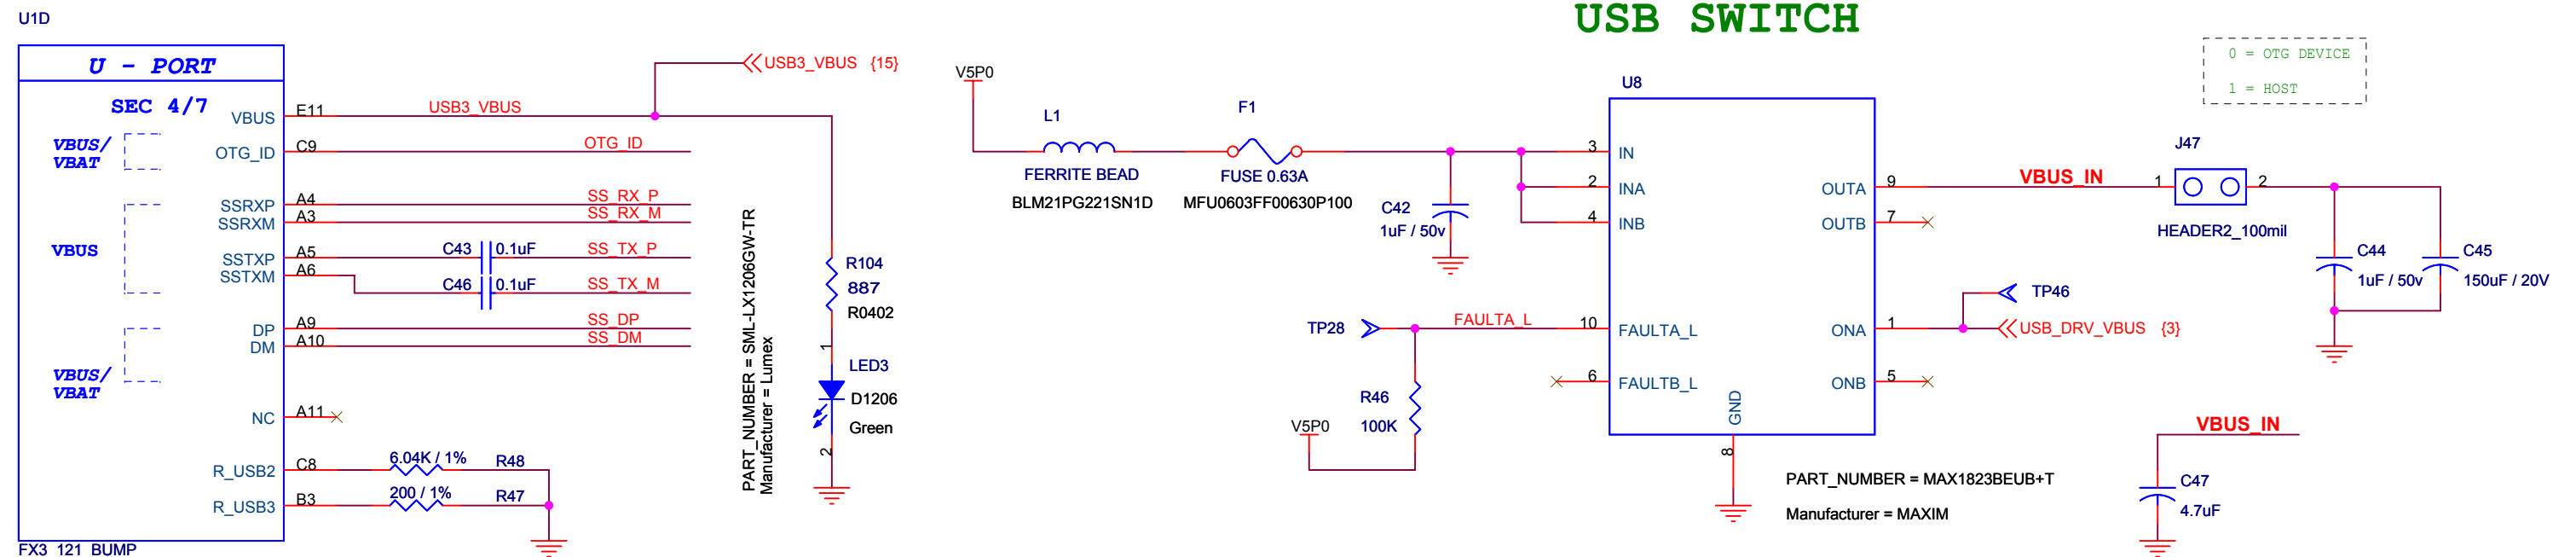 U1D
U - PORT
SEC 4/7
VBUS/
VBAT
VBUS
VBUS/
VBAT
VBUS E11 USB3_VBUS
USB3_VBUS {15}
OTG_ID C9 OTG_ID
SSRXP A4 SS_RX_P
SSRXM A3 SS_RX_M
SSTXP A5 C43 0.1uF SS_TX_P
SSTXM A6 C46 0.1uF SS_TX_M
DP A9 SS_DP
DM A10 SS_DM
NC A11
R_USB2 C8 6.04K / 1% R48
R_USB3 B3 200 / 1% R47
FX3 121 BUMP
PART_NUMBER = SML-LX1206GW-TR
Manufacturer = Lumex
R104
887
R0402
1
LED3
D1206
Green
2
USB SWITCH
V5P0
L1
FERRITE BEAD
BLM21PG221SN1D
F1
FUSE 0.63A
MFU0603FF00630P100
C42
1uF / 50v
TP28
FAULTA_L
R46
100K
V5P0
U8
3 IN
2 INA
4 INB
10 FAULTA_L
6 FAULTB_L
OUTA 9
OUTB 7
ONA 1
ONB 5
GND
8
PART_NUMBER = MAX1823BEUB+T
Manufacturer = MAXIM
0 = OTG DEVICE
1 = HOST
VBUS_IN
J47
1 2
HEADER2_100mil
C44
1uF / 50v
C45
150uF / 20V
TP46
USB_DRV_VBUS {3}
VBUS_IN
C47
4.7uF